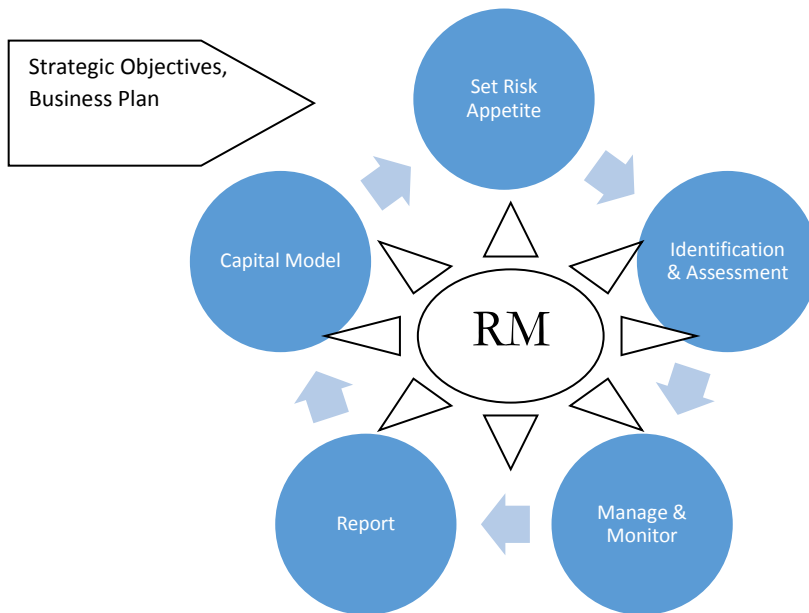 Strategic Objectives,
Business Plan
Set Risk
Appetite
Capital Model
Identification
& Assessment
RM
Report
Manage &
Monitor